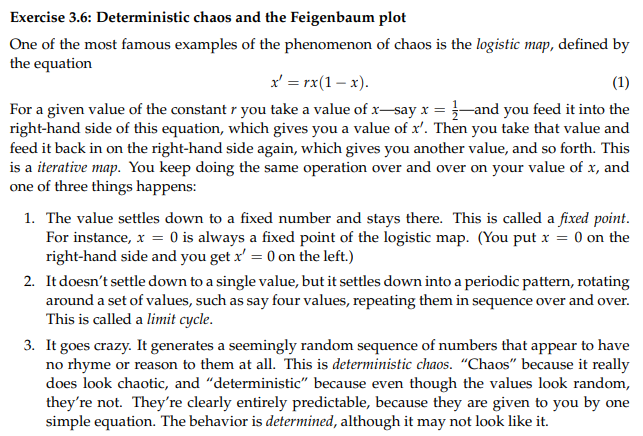 Exercise 3.6: Deterministic chaos and the Feigenbaum plot
One of the most famous examples of the phenomenon of chaos is the logistic map, defined by
the equation
x′ = rx(1 − x). (1)
For a given value of the constant r you take a value of x—say x = ½—and you feed it into the
right-hand side of this equation, which gives you a value of x′. Then you take that value and
feed it back in on the right-hand side again, which gives you another value, and so forth. This
is a iterative map. You keep doing the same operation over and over on your value of x, and
one of three things happens:
1. The value settles down to a fixed number and stays there. This is called a fixed point.
For instance, x = 0 is always a fixed point of the logistic map. (You put x = 0 on the
right-hand side and you get x′ = 0 on the left.)
2. It doesn't settle down to a single value, but it settles down into a periodic pattern, rotating
around a set of values, such as say four values, repeating them in sequence over and over.
This is called a limit cycle.
3. It goes crazy. It generates a seemingly random sequence of numbers that appear to have
no rhyme or reason to them at all. This is deterministic chaos. “Chaos” because it really
does look chaotic, and “deterministic” because even though the values look random,
they're not. They're clearly entirely predictable, because they are given to you by one
simple equation. The behavior is determined, although it may not look like it.